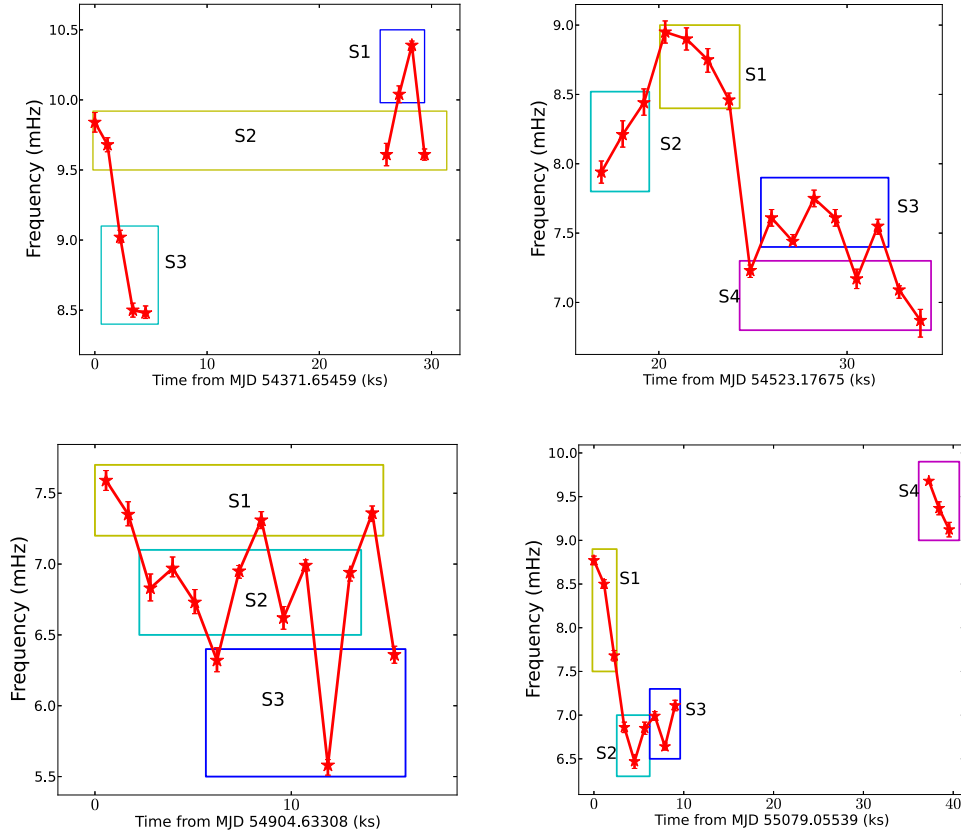 10.5
10.0
9.5
9.0
8.5
Frequency (mHz)
S1
S2
S3
0
10
20
30
Time from MJD 54371.65459 (ks)
9.0
8.5
8.0
7.5
7.0
Frequency (mHz)
S1
S2
S3
S4
20
30
Time from MJD 54523.17675 (ks)
7.5
7.0
6.5
6.0
5.5
Frequency (mHz)
S1
S2
S3
0
10
Time from MJD 54904.63308 (ks)
10.0
9.5
9.0
8.5
8.0
7.5
7.0
6.5
Frequency (mHz)
S4
S1
S3
S2
0
10
20
30
40
Time from MJD 55079.05539 (ks)